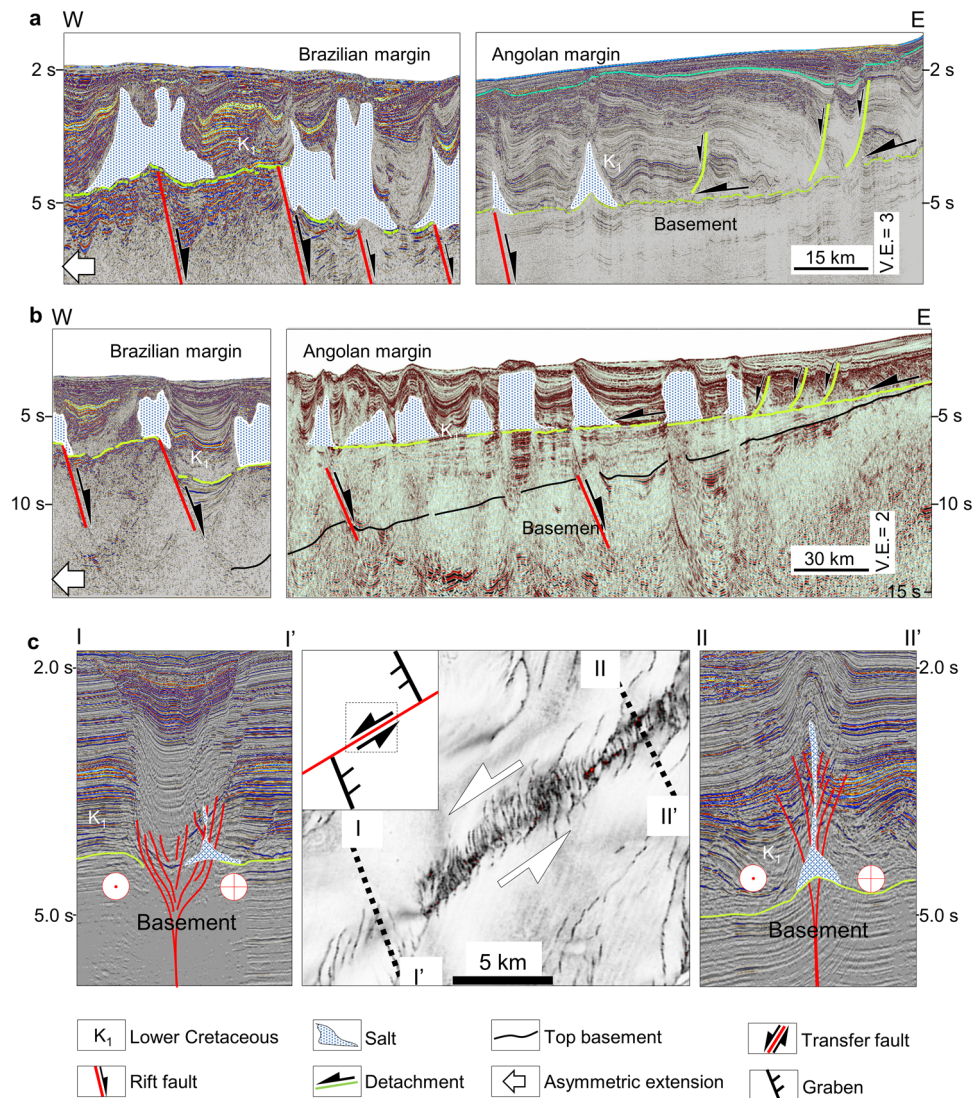 a W E
Brazilian margin Angolan margin
2 s 2 s
K1 K1
5 s 5 s
Basement
15 km
V.E.= 3
b W E
Brazilian margin Angolan margin
5 s 5 s
K1 K1
10 s 10 s
Basemen
30 km
V.E.= 2
15 s
c I I’ II II’
2.0 s 2.0 s
II
II’
I
K1 K1
5.0 s 5.0 s
Basement Basement
I’ 5 km
K1 Lower Cretaceous Salt Top basement Transfer fault
Rift fault Detachment Asymmetric extension Graben